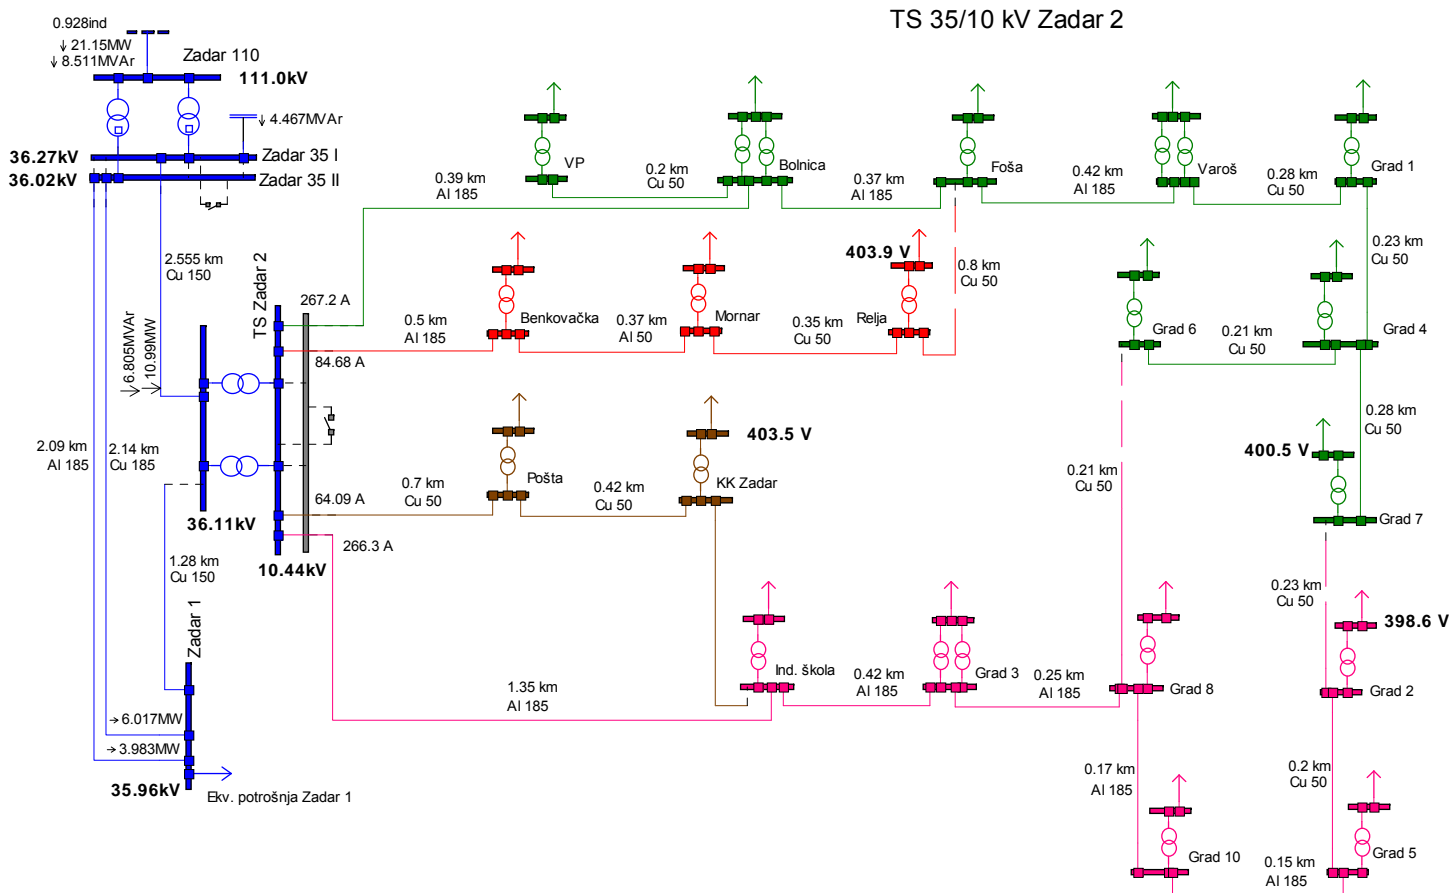 TS 35/10 kV Zadar 2
0.928ind
↓ 21.15MW
↓ 8.511MVAr
Zadar 110
111.0kV
↓ 4.467MVAr
36.27kV
Zadar 35 I
36.02kV
Zadar 35 II
VP
Bolnica
Foša
Varoš
Grad 1
0.39 km
Al 185
0.2 km
Cu 50
0.37 km
Al 185
0.42 km
Al 185
0.28 km
Cu 50
2.555 km
Cu 150
TS Zadar 2
267.2 A
403.9 V
0.8 km
Cu 50
0.23 km
Cu 50
6.805MVAr
10.99MW
0.5 km
Al 185
Benkovačka
0.37 km
Al 50
Mornar
0.35 km
Cu 50
Relja
Grad 6
0.21 km
Cu 50
Grad 4
84.68 A
2.09 km
Al 185
2.14 km
Cu 185
403.5 V
0.28 km
Cu 50
400.5 V
0.7 km
Cu 50
Pošta
0.42 km
Cu 50
KK Zadar
0.21 km
Cu 50
64.09 A
36.11kV
266.3 A
Grad 7
10.44kV
1.28 km
Cu 150
0.23 km
Cu 50
Zadar 1
398.6 V
1.35 km
Al 185
Ind. škola
0.42 km
Al 185
Grad 3
0.25 km
Al 185
Grad 8
Grad 2
→ 6.017MW
→ 3.983MW
35.96kV
Ekv. potrošnja Zadar 1
0.17 km
Al 185
0.2 km
Cu 50
Grad 10
0.15 km
Al 185
Grad 5